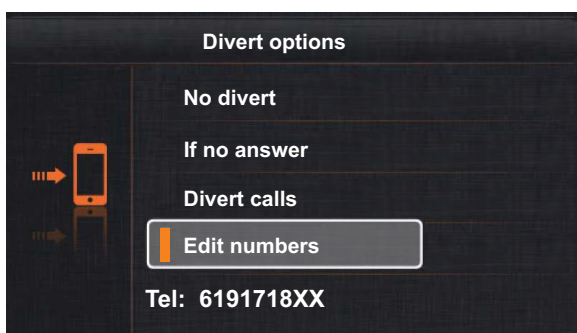 Divert options
No divert
If no answer
Divert calls
Edit numbers
Tel: 6191718XX